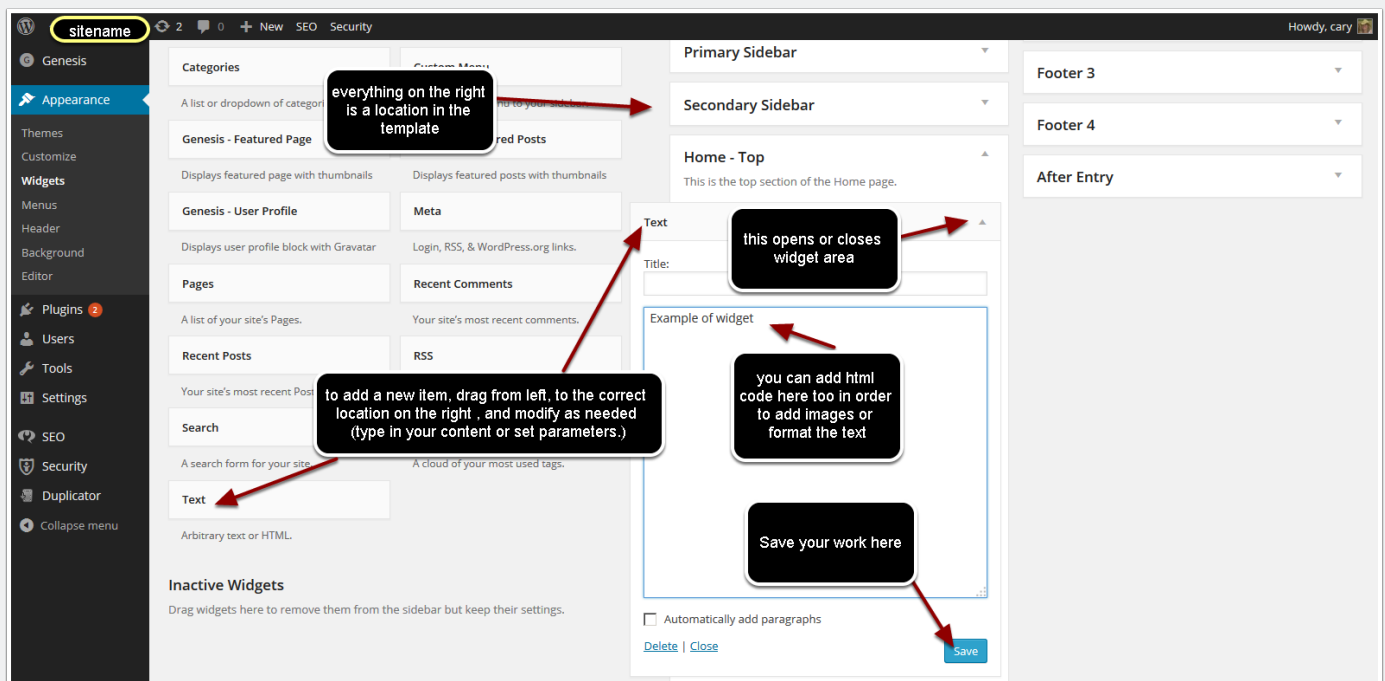 sitename
2
0
New
SEO
Security
Howdy, cary
Genesis
Appearance
Themes
Customize
Widgets
Menus
Header
Background
Editor
Plugins 2
Users
Tools
Settings
SEO
Security
Duplicator
Collapse menu
Categories
Custom Menu
A list or dropdown of categori
nu to your sidebar.
everything on the right
is a location in the
template
Genesis - Featured Page
red Posts
Displays featured page with thumbnails
Displays featured posts with thumbnails
Genesis - User Profile
Meta
Displays user profile block with Gravatar
Login, RSS, & WordPress.org links.
Pages
Recent Comments
A list of your site's Pages.
Your site's most recent comments.
Recent Posts
RSS
Your site's most recent Post
to add a new item, drag from left, to the correct
location on the right , and modify as needed
(type in your content or set parameters.)
Search
A search form for your site.
A cloud of your most used tags.
Text
Arbitrary text or HTML.
Inactive Widgets
Drag widgets here to remove them from the sidebar but keep their settings.
Primary Sidebar
Secondary Sidebar
Home - Top
This is the top section of the Home page.
Text
this opens or closes
widget area
Title:
Example of widget
you can add html
code here too in order
to add images or
format the text
Save your work here
Automatically add paragraphs
Delete | Close
Save
Footer 3
Footer 4
After Entry